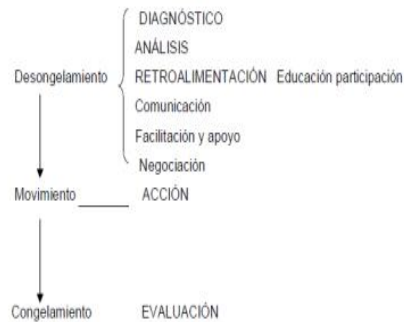 DIAGNÓSTICO
ANÁLISIS
Desongelamiento RETROALIMENTACIÓN Educación participación
Comunicación
Facilitación y apoyo
Negociación
Movimiento ACCIÓN
Congelamiento EVALUACIÓN